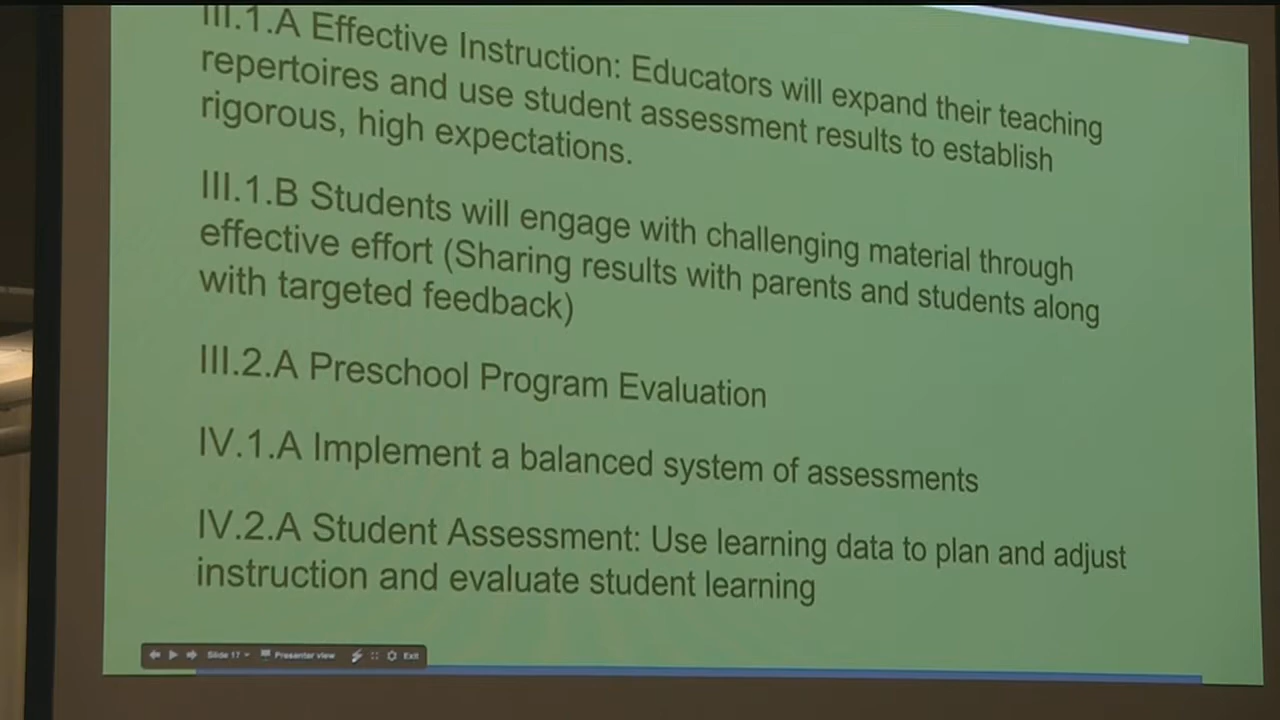 III.1.A Effective Instruction: Educators will expand their teaching
repertoires and use student assessment results to establish
rigorous, high expectations.
III.1.B Students will engage with challenging material through
effective effort (Sharing results with parents and students along
with targeted feedback)
III.2.A Preschool Program Evaluation
IV.1.A Implement a balanced system of assessments
IV.2.A Student Assessment: Use learning data to plan and adjust
instruction and evaluate student learning
Slide 17 Presenter view Exit